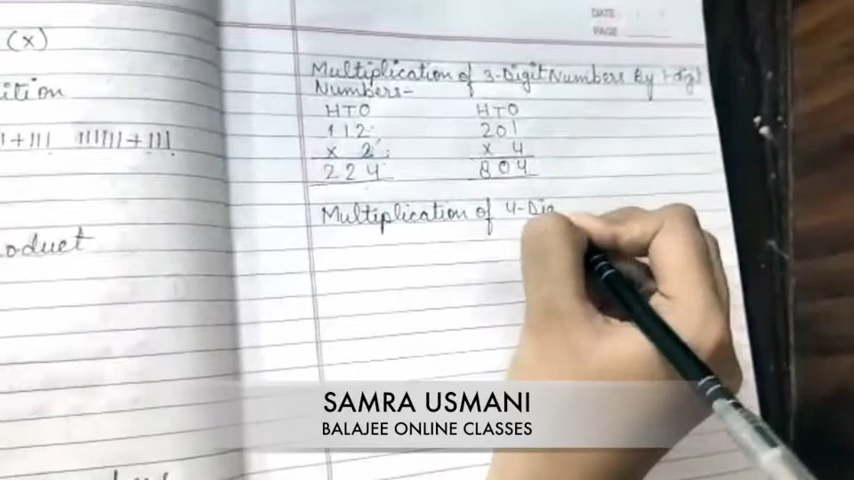 DATE
PAGE
(x)
ition
1+111 111111+111
oduct
Multiplication of 3-Digit Numbers By 1-digit
Numbers-
HTO HTO
112 201
x 2 x 4
224 804
Multiplication of 4-Dig
SAMRA USMANI
BALAJEE ONLINE CLASSES